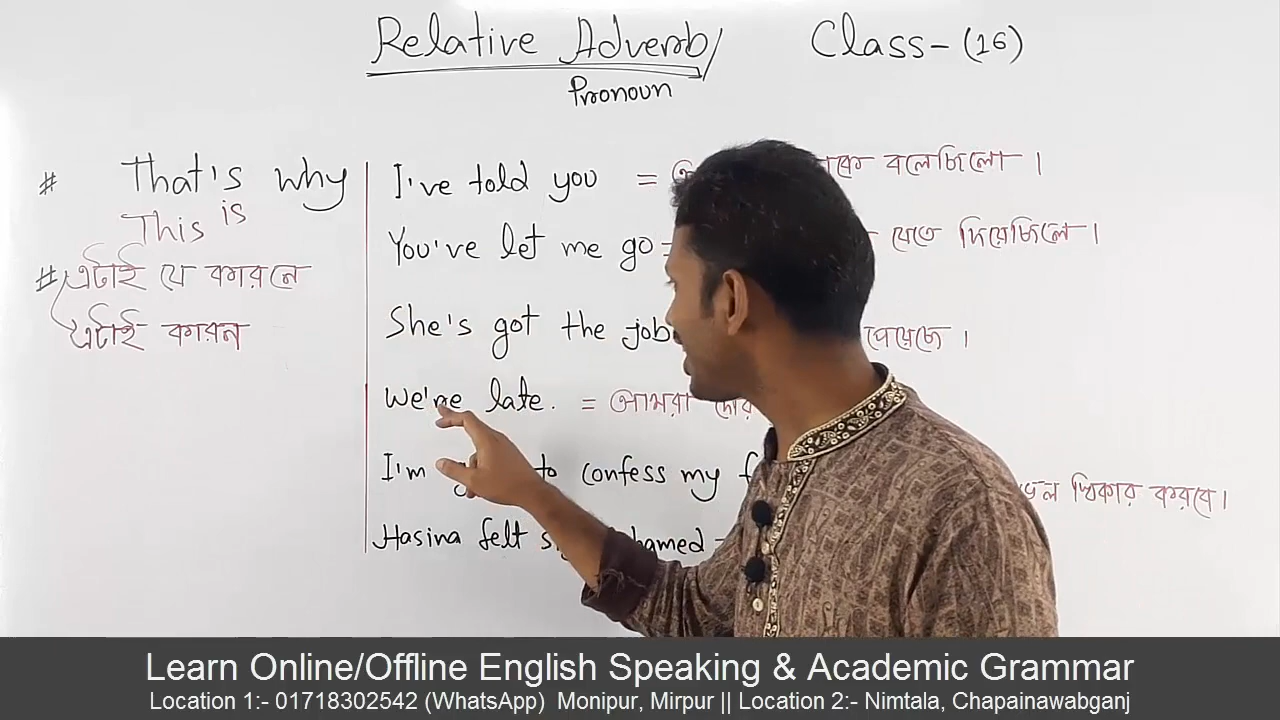 Relative Adverb/
Pronoun
Class-(16)
# That's why
This is
# এটাই যে কারনে
এটাই কারন
I've told you = বলেছিলো।
You've let me go = যেতে দিয়েছিলে।
She's got the job পেয়েছে।
We're late. = আমরা
I'm to confess my স্বিকার করবো।
Hasina felt
Learn Online/Offline English Speaking & Academic Grammar
Location 1:- 01718302542 (WhatsApp) Monipur, Mirpur || Location 2:- Nimtala, Chapainawabganj